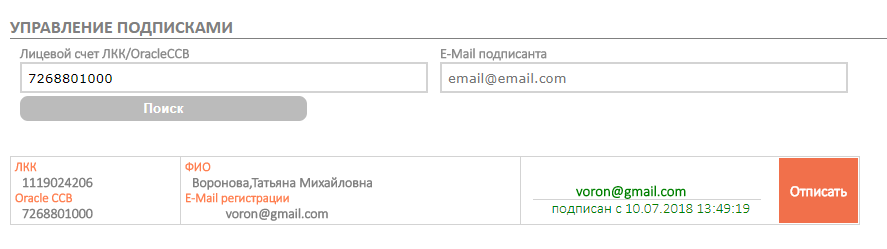 УПРАВЛЕНИЕ ПОДПИСКАМИ
Лицевой счет ЛКК/OracleCCB E-Mail подписанта
7268801000 email@email.com
Поиск
ЛКК ФИО
1119024206 Воронова,Татьяна Михайловна voron@gmail.com Отписать
Oracle CCB E-Mail регистрации
7268801000 voron@gmail.com подписан с 10.07.2018 13:49:19